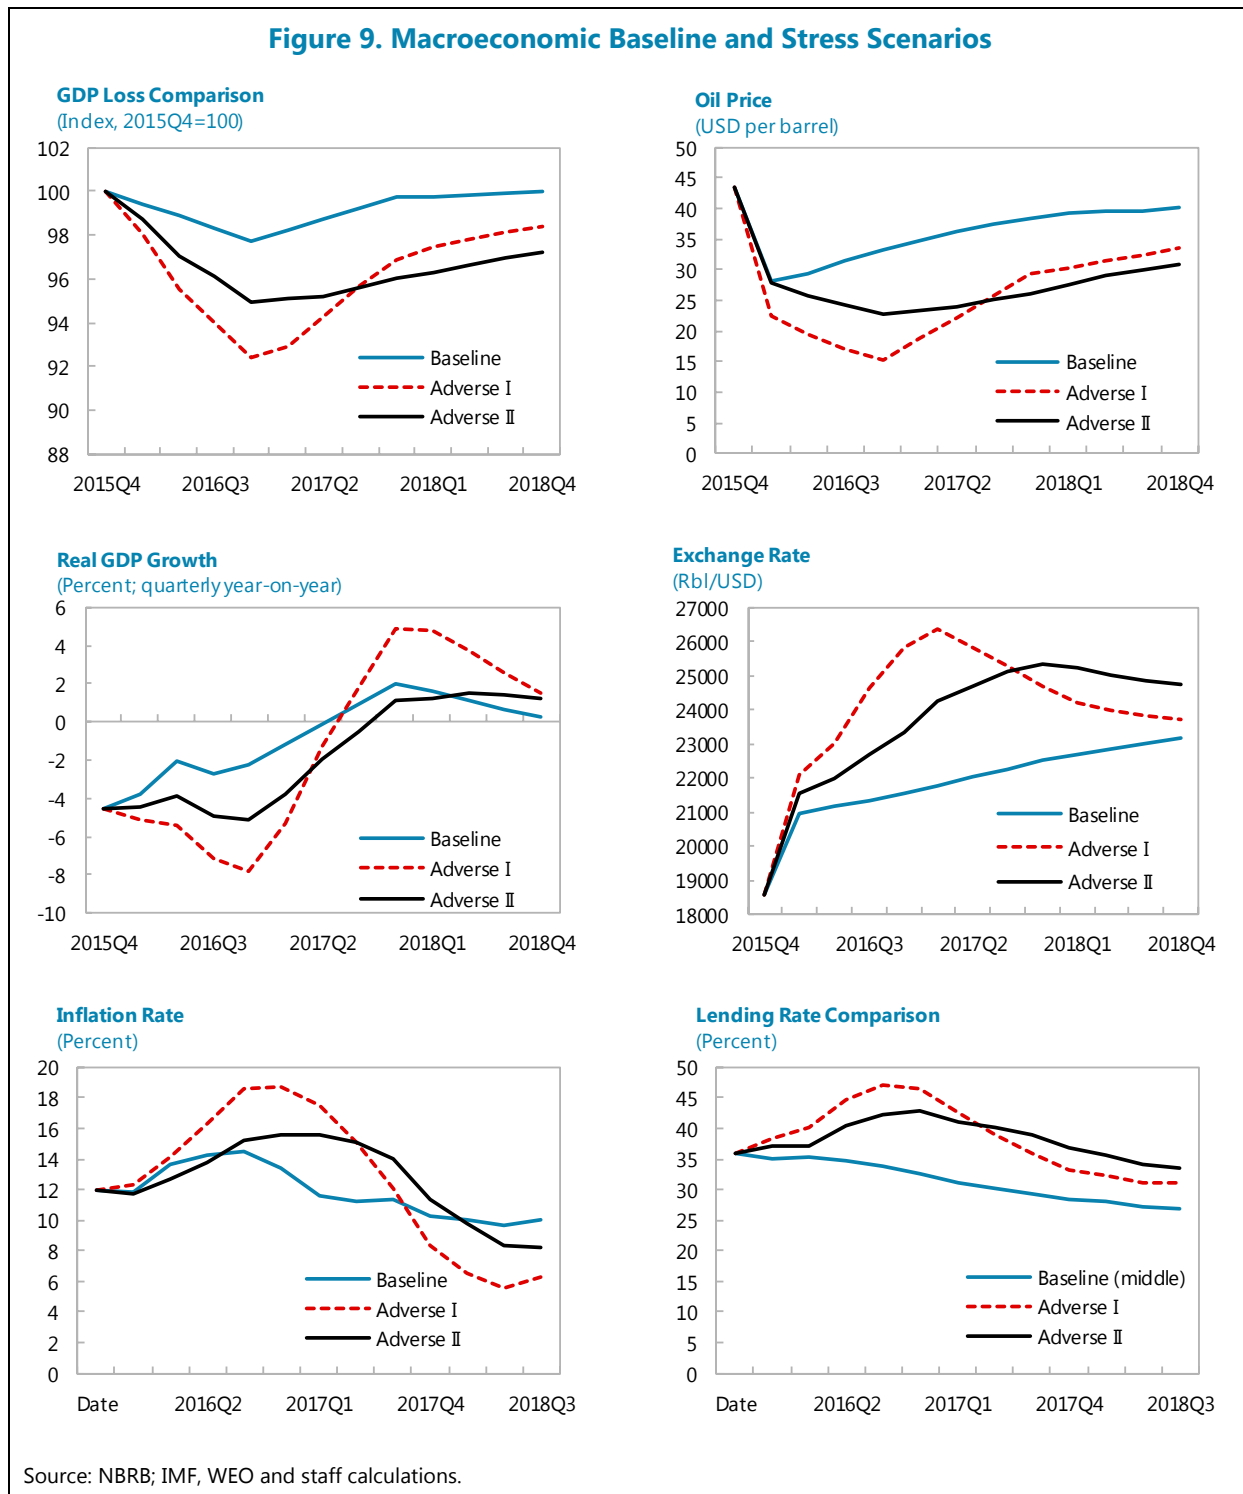 Figure 9. Macroeconomic Baseline and Stress Scenarios
GDP Loss Comparison
(Index, 2015Q4=100)
102
100
98
96
94
92
90
88
Baseline
Adverse I
Adverse II
2015Q4 2016Q3 2017Q2 2018Q1 2018Q4
Oil Price
(USD per barrel)
50
45
40
35
30
25
20
15
10
5
0
Baseline
Adverse I
Adverse II
2015Q4 2016Q3 2017Q2 2018Q1 2018Q4
Real GDP Growth
(Percent; quarterly year-on-year)
6
4
2
0
-2
-4
-6
-8
-10
Baseline
Adverse I
Adverse II
2015Q4 2016Q3 2017Q2 2018Q1 2018Q4
Exchange Rate
(Rbl/USD)
27000
26000
25000
24000
23000
22000
21000
20000
19000
18000
Baseline
Adverse I
Adverse II
2015Q4 2016Q3 2017Q2 2018Q1 2018Q4
Inflation Rate
(Percent)
20
18
16
14
12
10
8
6
4
2
0
Baseline
Adverse I
Adverse II
Date 2016Q2 2017Q1 2017Q4 2018Q3
Lending Rate Comparison
(Percent)
50
45
40
35
30
25
20
15
10
5
0
Baseline (middle)
Adverse I
Adverse II
Date 2016Q2 2017Q1 2017Q4 2018Q3
Source: NBRB; IMF, WEO and staff calculations.